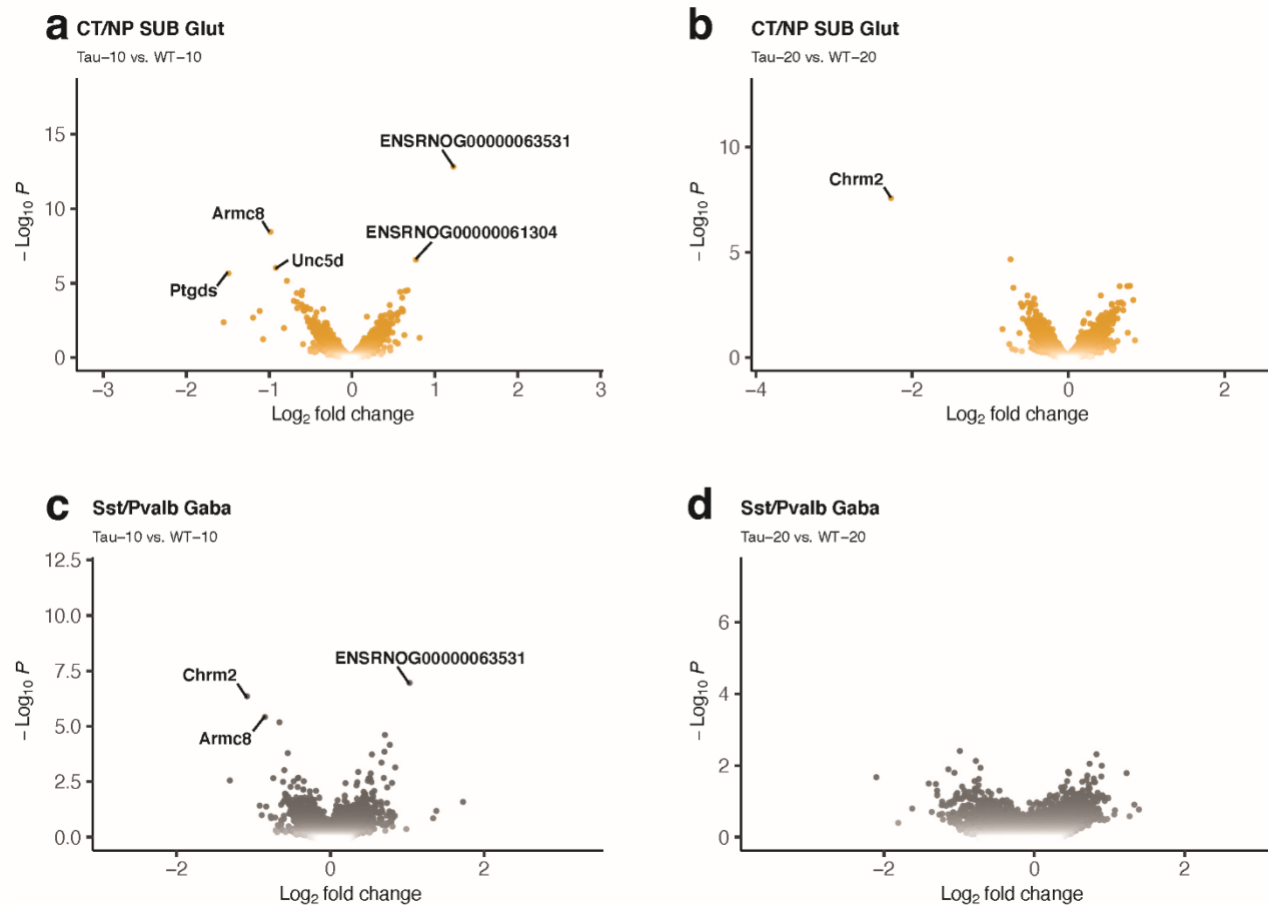 a CT/NP SUB Glut
Tau−10 vs. WT−10
15
10
5
0
− Log10 P
ENSRNOG00000063531
Armc8
ENSRNOG00000061304
Unc5d
Ptgds
−3 −2 −1 0 1 2 3
Log2 fold change
b CT/NP SUB Glut
Tau−20 vs. WT−20
10
5
0
− Log10 P
Chrm2
−4 −2 0 2
Log2 fold change
c Sst/Pvalb Gaba
Tau−10 vs. WT−10
12.5
10.0
7.5
5.0
2.5
0.0
− Log10 P
ENSRNOG00000063531
Chrm2
Armc8
−2 0 2
Log2 fold change
d Sst/Pvalb Gaba
Tau−20 vs. WT−20
6
4
2
0
− Log10 P
−2 0 2
Log2 fold change